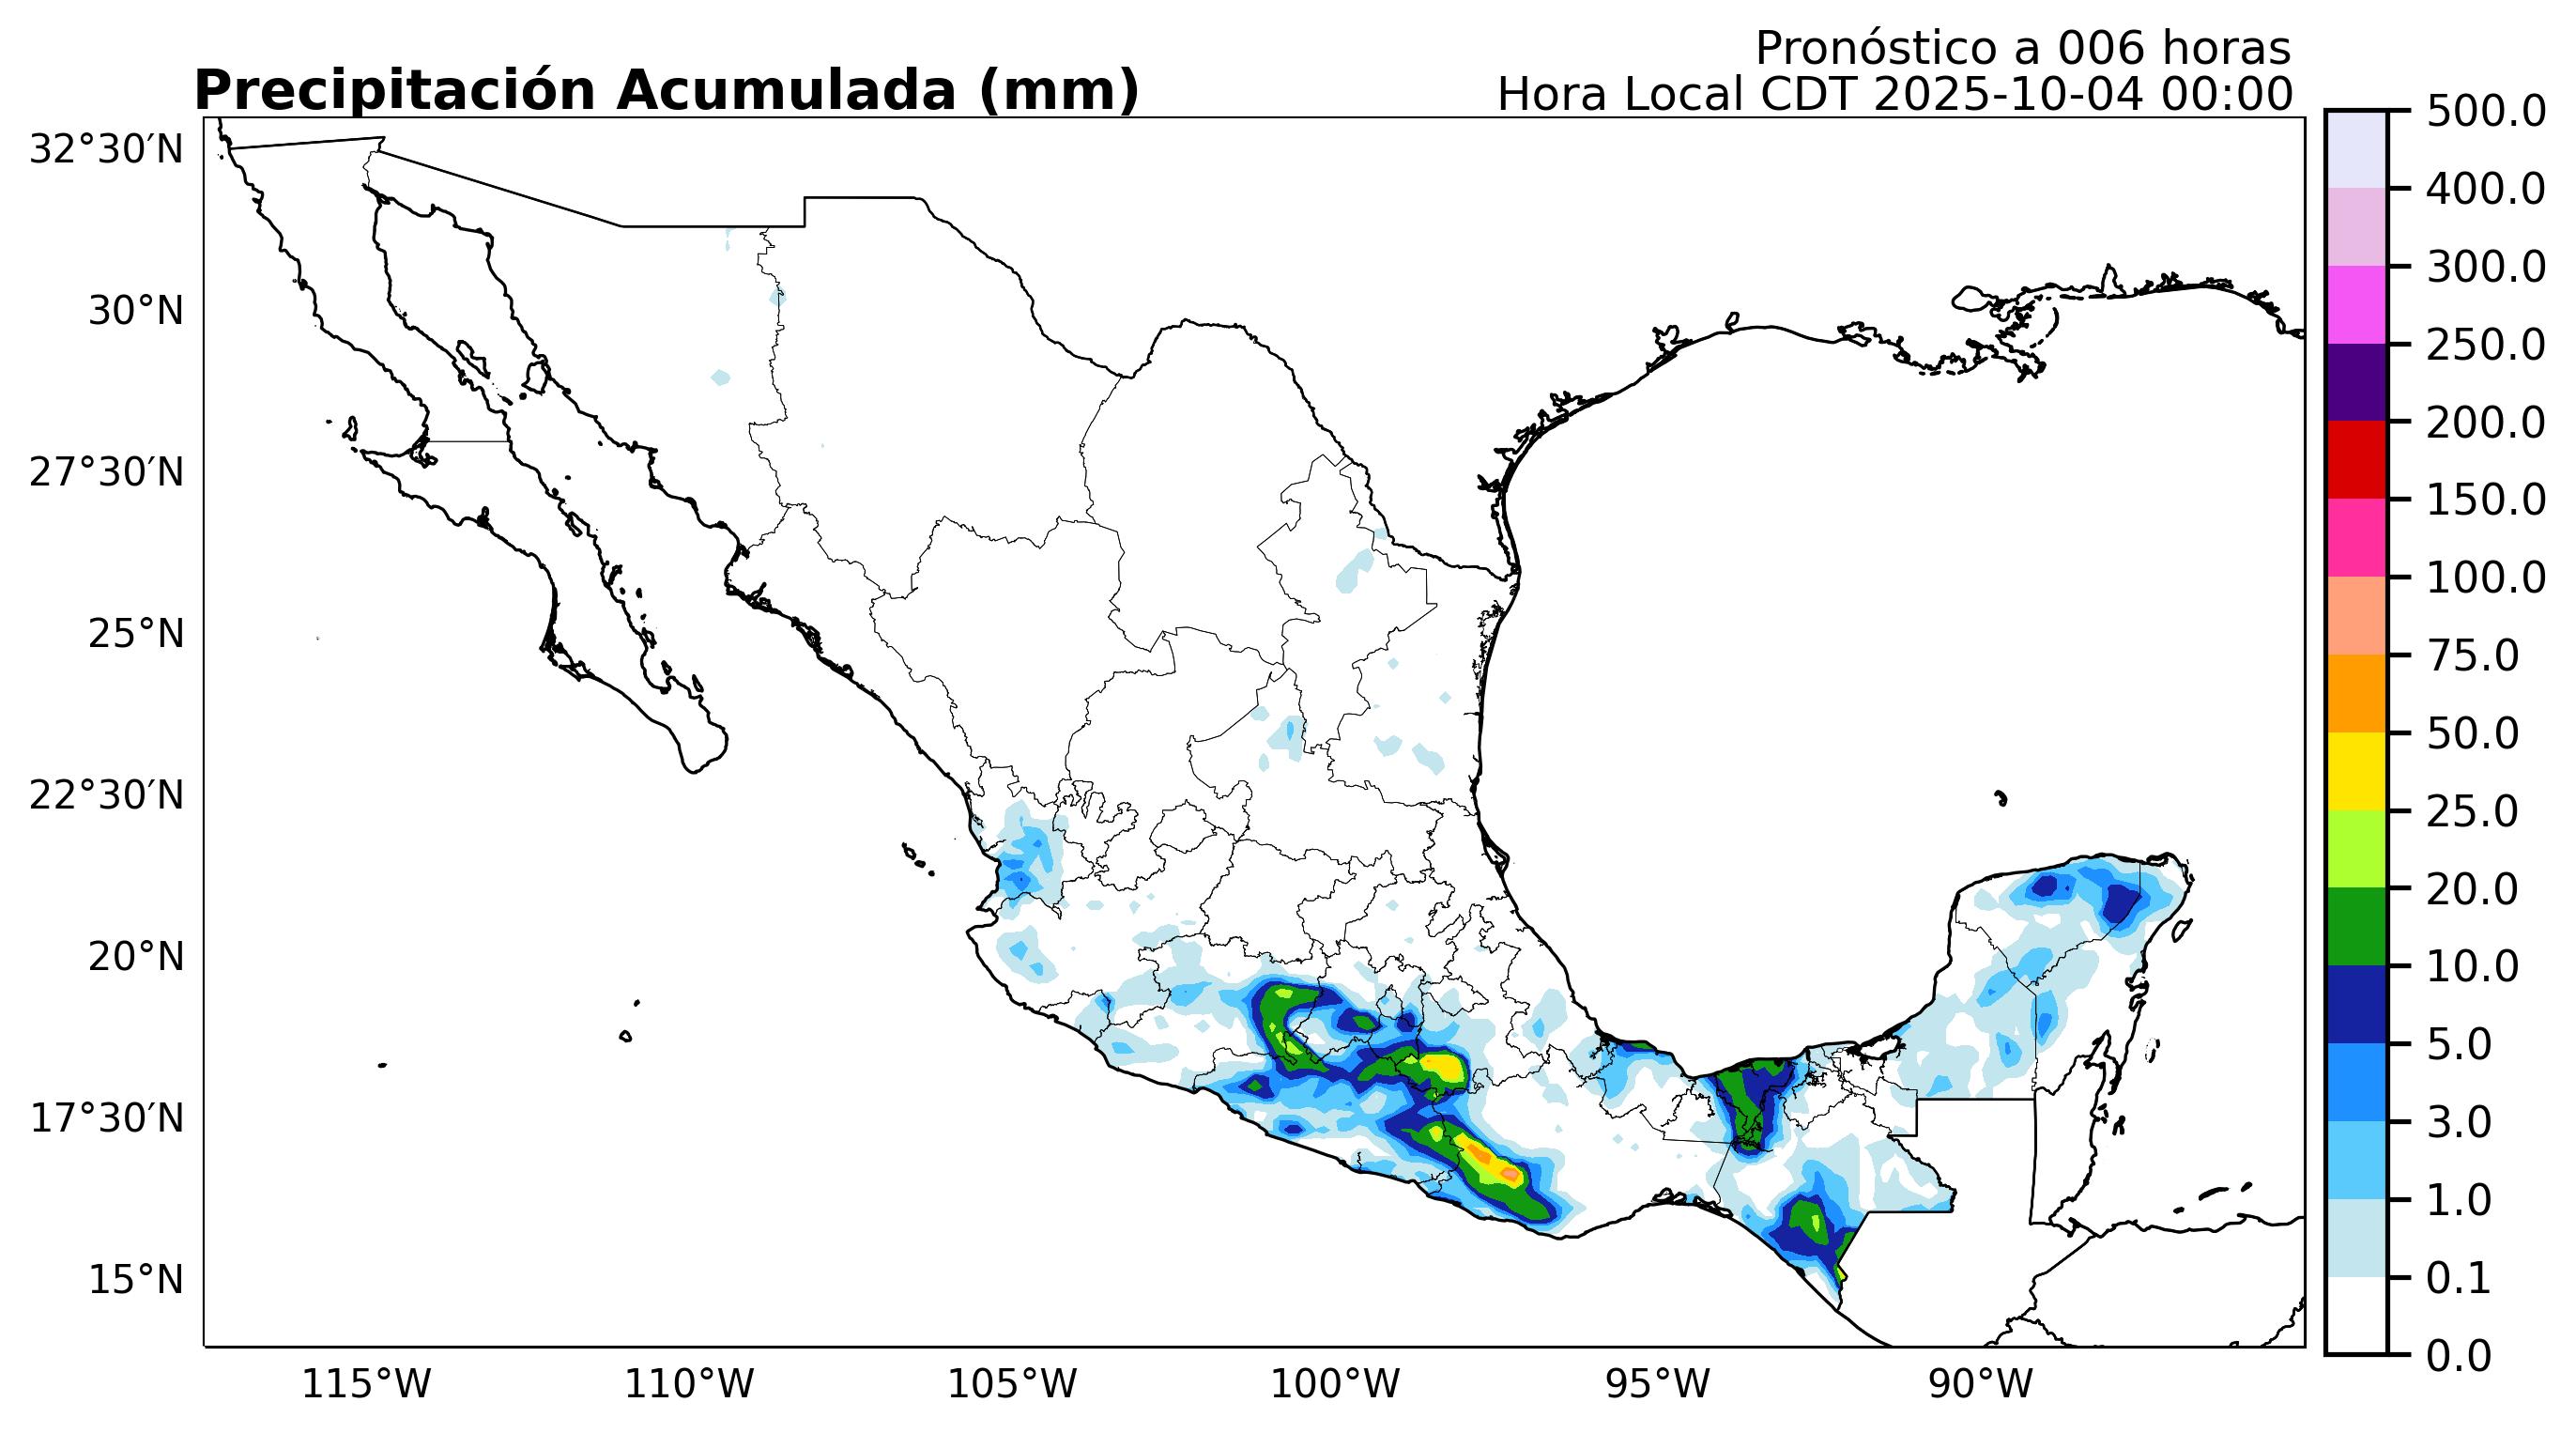 Pronóstico a 006 horas
Precipitación Acumulada (mm)
Hora Local CDT 2025-10-04 00:00
32°30′N
30°N
27°30′N
25°N
22°30′N
20°N
17°30′N
15°N
115°W
110°W
105°W
100°W
95°W
90°W
500.0
400.0
300.0
250.0
200.0
150.0
100.0
75.0
50.0
25.0
20.0
10.0
5.0
3.0
1.0
0.1
0.0